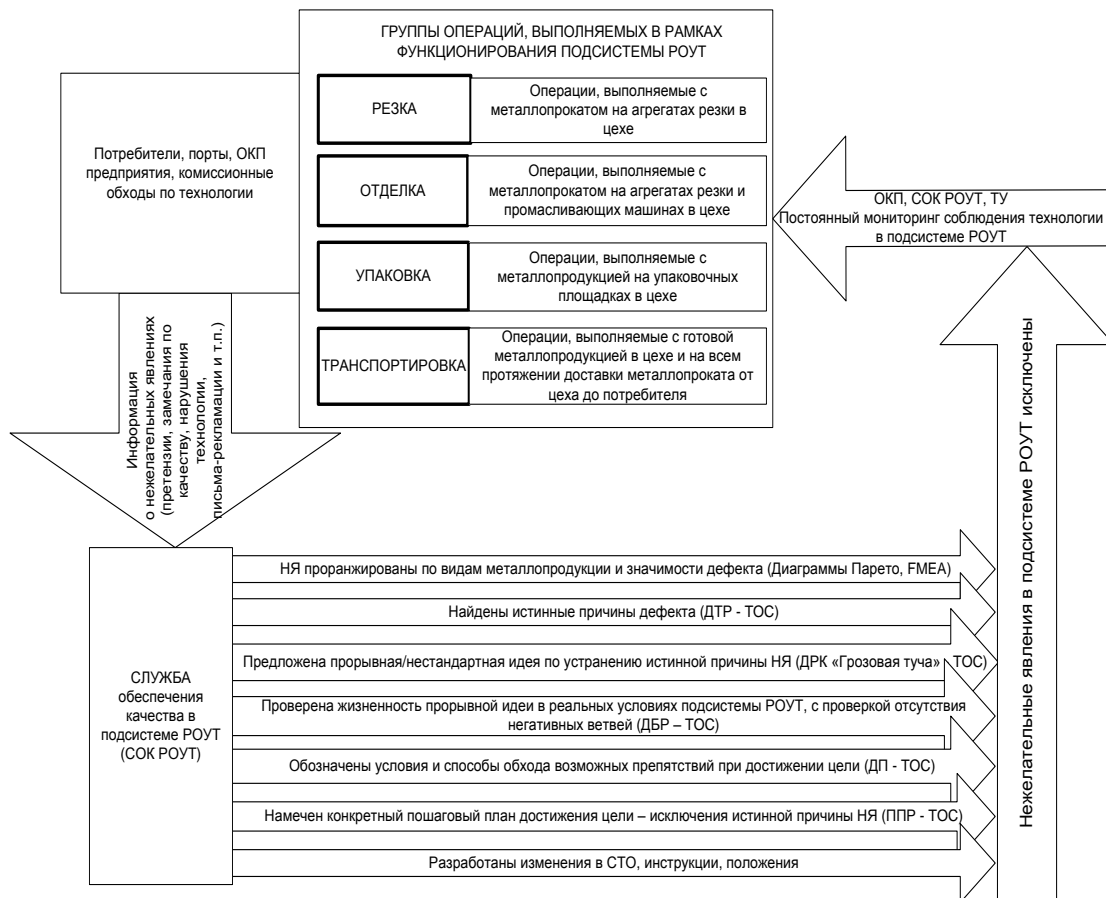 ГРУППЫ ОПЕРАЦИЙ, ВЫПОЛНЯЕМЫХ В РАМКАХ
ФУНКЦИОНИРОВАНИЯ ПОДСИСТЕМЫ РОУТ
РЕЗКА
Операции, выполняемые с
металлопрокатом на агрегатах резки в
цехе
ОТДЕЛКА
Операции, выполняемые с
металлопрокатом на агрегатах резки и
промасливающих машинах в цехе
УПАКОВКА
Операции, выполняемые с
металлопродукцией на упаковочных
площадках в цехе
ТРАНСПОРТИРОВКА
Операции, выполняемые с готовой
металлопродукцией в цехе и на всем
протяжении доставки металлопроката от
цеха до потребителя
Потребители, порты, ОКП
предприятия, комиссионные
обходы по технологии
ОКП, СОК РОУТ, ТУ
Постоянный мониторинг соблюдения технологии
в подсистеме РОУТ
Информация
о нежелательных явлениях
(претензии, замечания по
качеству, нарушения
технологии,
письма-рекламации и т.п.)
СЛУЖБА
обеспечения
качества в
подсистеме РОУТ
(СОК РОУТ)
НЯ проранжированы по видам металлопродукции и значимости дефекта (Диаграммы Парето, FMEA)
Найдены истинные причины дефекта (ДТР - ТОС)
Предложена прорывная/нестандартная идея по устранению истинной причины НЯ (ДРК «Грозовая туча» - ТОС)
Проверена жизненность прорывной идеи в реальных условиях подсистемы РОУТ, с проверкой отсутствия
негативных ветвей (ДБР – ТОС)
Обозначены условия и способы обхода возможных препятствий при достижении цели (ДП - ТОС)
Намечен конкретный пошаговый план достижения цели – исключения истинной причины НЯ (ППР - ТОС)
Разработаны изменения в СТО, инструкции, положения
Нежелательные явления в подсистеме РОУТ исключены